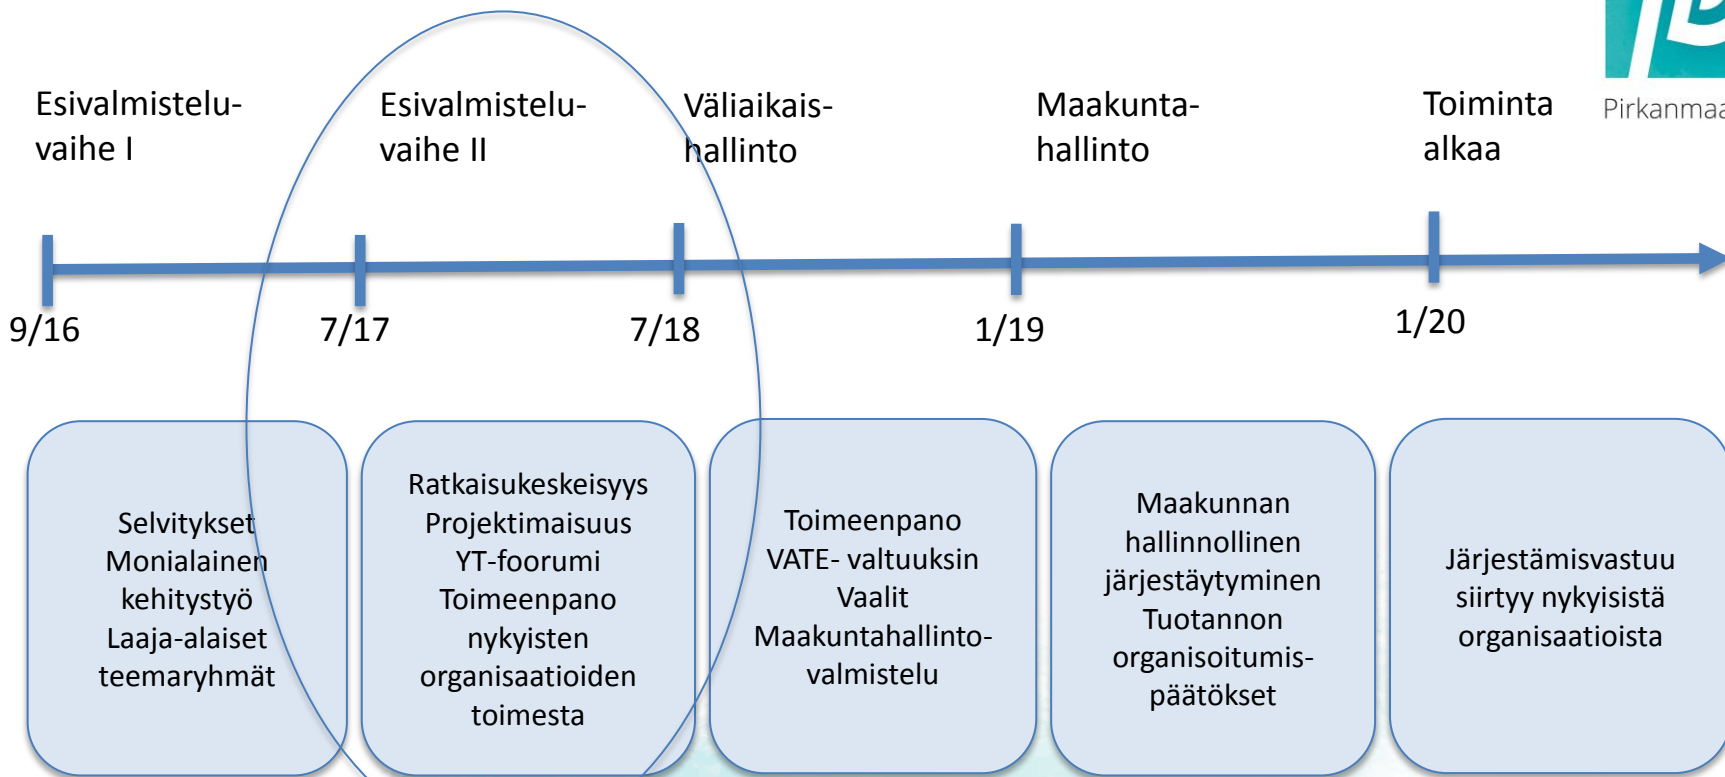 Esivalmistelu-
vaihe I
Esivalmistelu-
vaihe II
Väliaikais-
hallinto
Maakunta-
hallinto
Toiminta
alkaa
Pirkanmaa
9/16
7/17
7/18
1/19
1/20
Selvitykset
Monialainen
kehitystyö
Laaja-alaiset
teemaryhmät
Ratkaisukeskeisyys
Projektimaisuus
YT-foorumi
Toimeenpano
nykyisten
organisaatioiden
toimesta
Toimeenpano
VATE- valtuuksin
Vaalit
Maakuntahallinto-
valmistelu
Maakunnan
hallinnollinen
järjestäytyminen
Tuotannon
organisoitumis-
päätökset
Järjestämisvastuu
siirtyy nykyisistä
organisaatioista